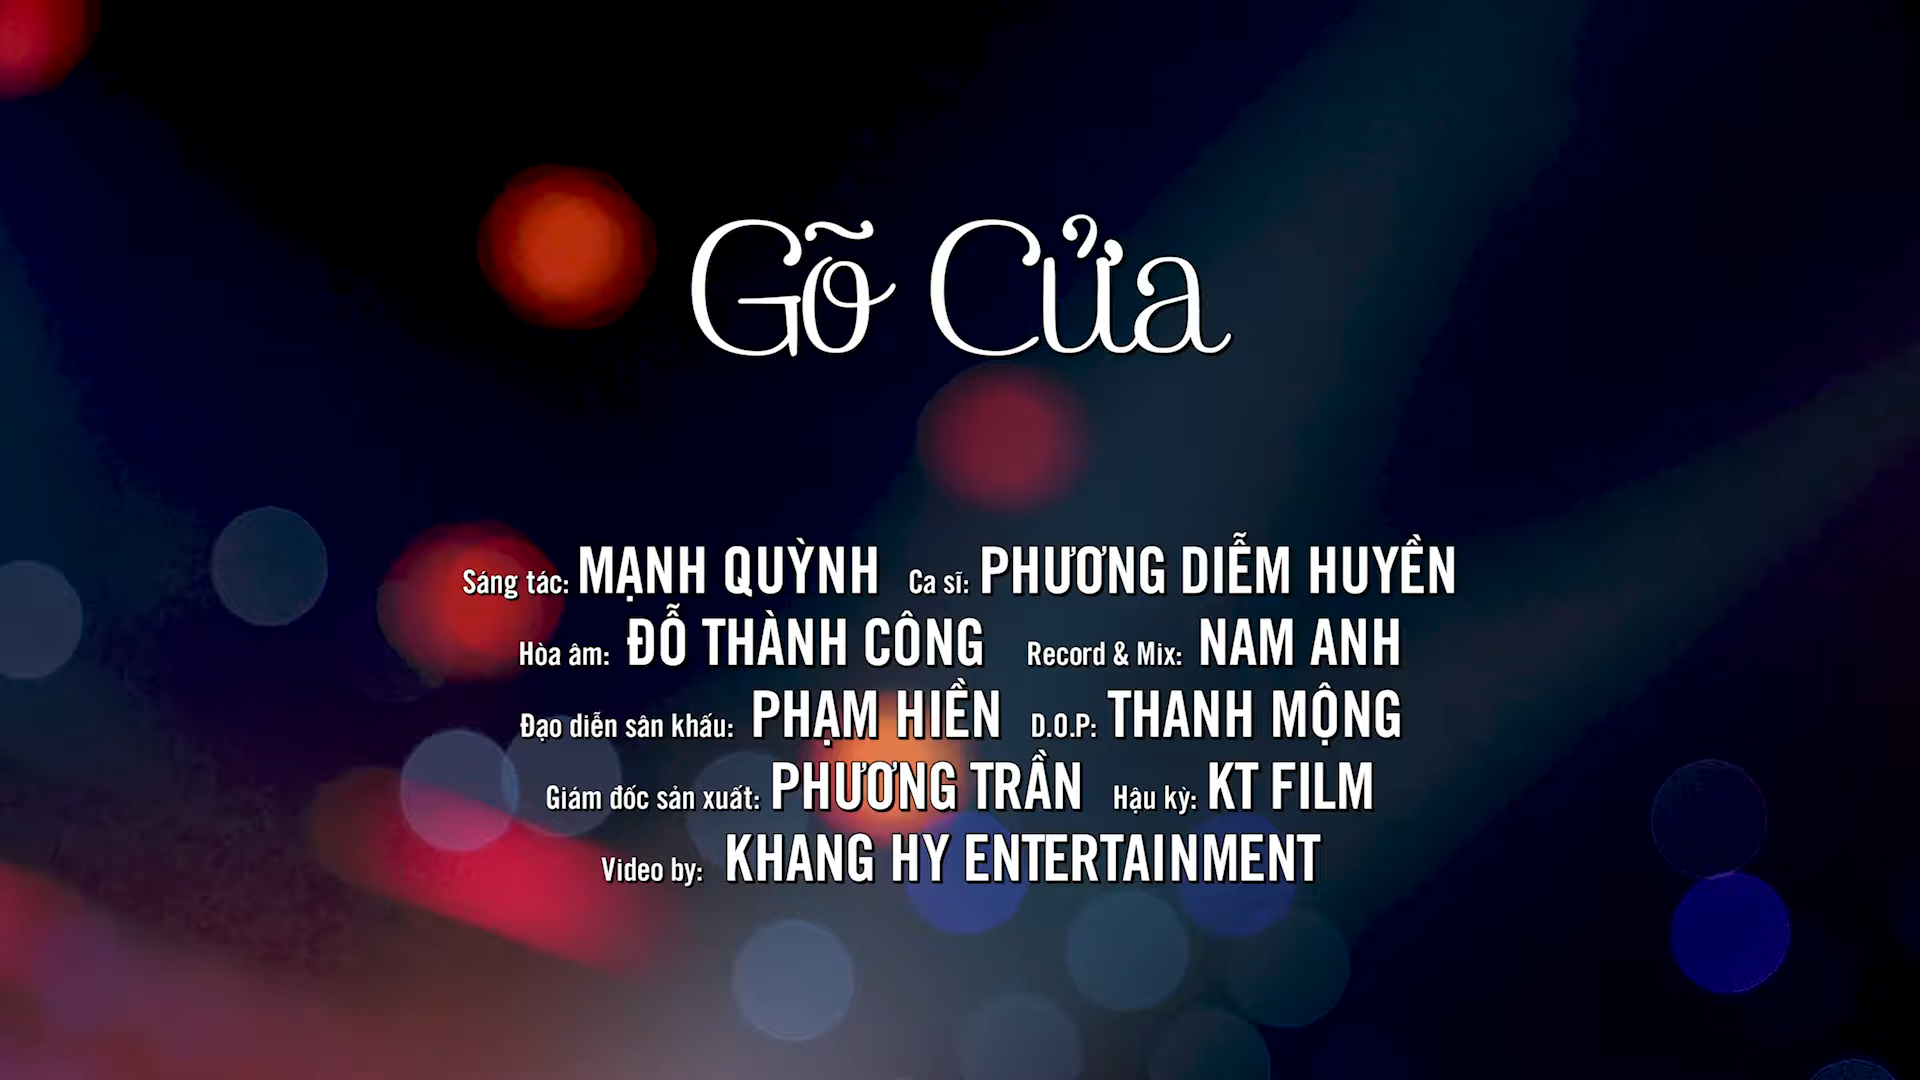 Gõ Cửa
Sáng tác: MẠNH QUỲNH Ca sĩ: PHƯƠNG DIỄM HUYỀN
Hòa âm: ĐỖ THÀNH CÔNG Record & Mix: NAM ANH
Đạo diễn sân khấu: PHẠM HIỀN D.O.P: THANH MỘNG
Giám đốc sản xuất: PHƯƠNG TRẦN Hậu kỳ: KT FILM
Video by: KHANG HY ENTERTAINMENT